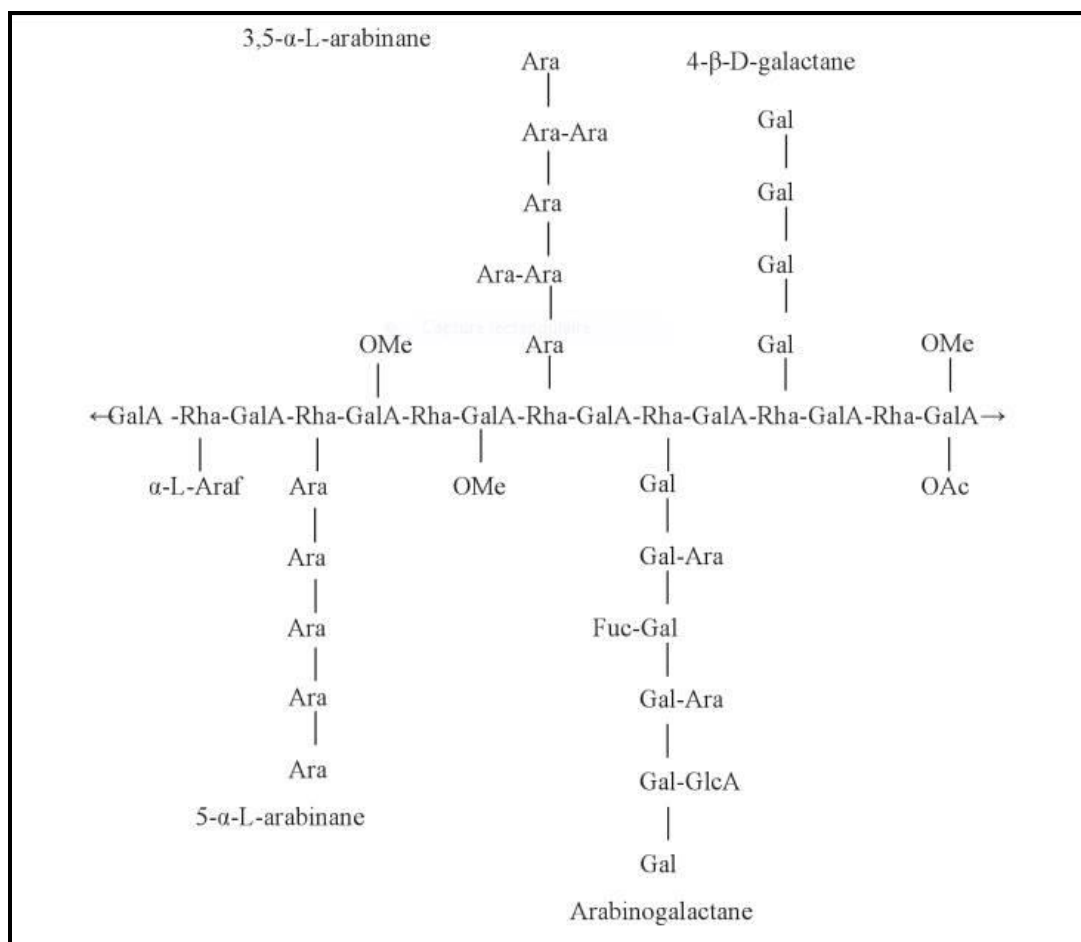 3,5-α-L-arabinane
Ara
4-β-D-galactane
Gal
Ara-Ara
Gal
Ara
Gal
Ara-Ara
OMe
Ara
Gal
OMe
←GalA -Rha-GalA-Rha-GalA-Rha-GalA-Rha-GalA-Rha-GalA-Rha-GalA-Rha-GalA→
α-L-Araf Ara OMe Gal OAc
Ara Gal-Ara
Ara Fuc-Gal
Ara Gal-Ara
Ara Gal-GlcA
5-α-L-arabinane
Gal
Arabinogalactane